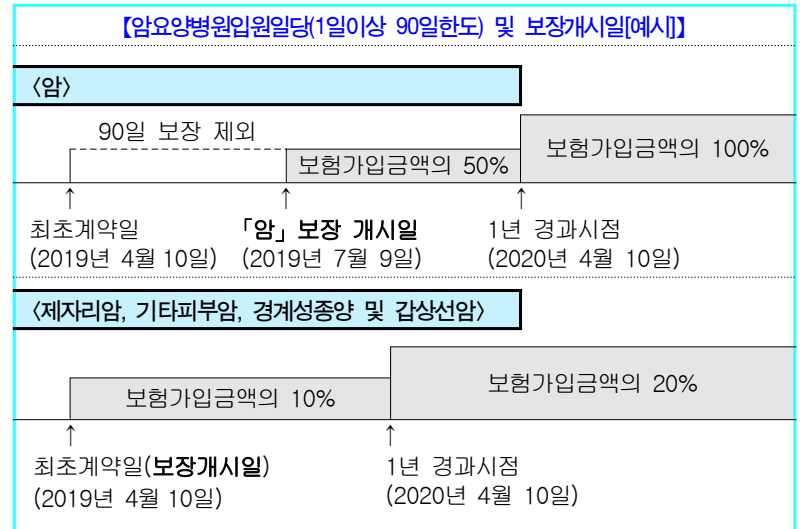 【암요양병원입원일당(1일이상 90일한도) 및 보장개시일[예시]】
<암>
90일 보장 제외
보험가입금액의 50%
보험가입금액의 100%
↑ ↑ ↑
최초계약일 「암」보장 개시일 1년 경과시점
(2019년 4월 10일) (2019년 7월 9일) (2020년 4월 10일)
<제자리암, 기타피부암, 경계성종양 및 갑상선암>
보험가입금액의 10%
보험가입금액의 20%
↑ ↑
최초계약일(보장개시일) 1년 경과시점
(2019년 4월 10일) (2020년 4월 10일)